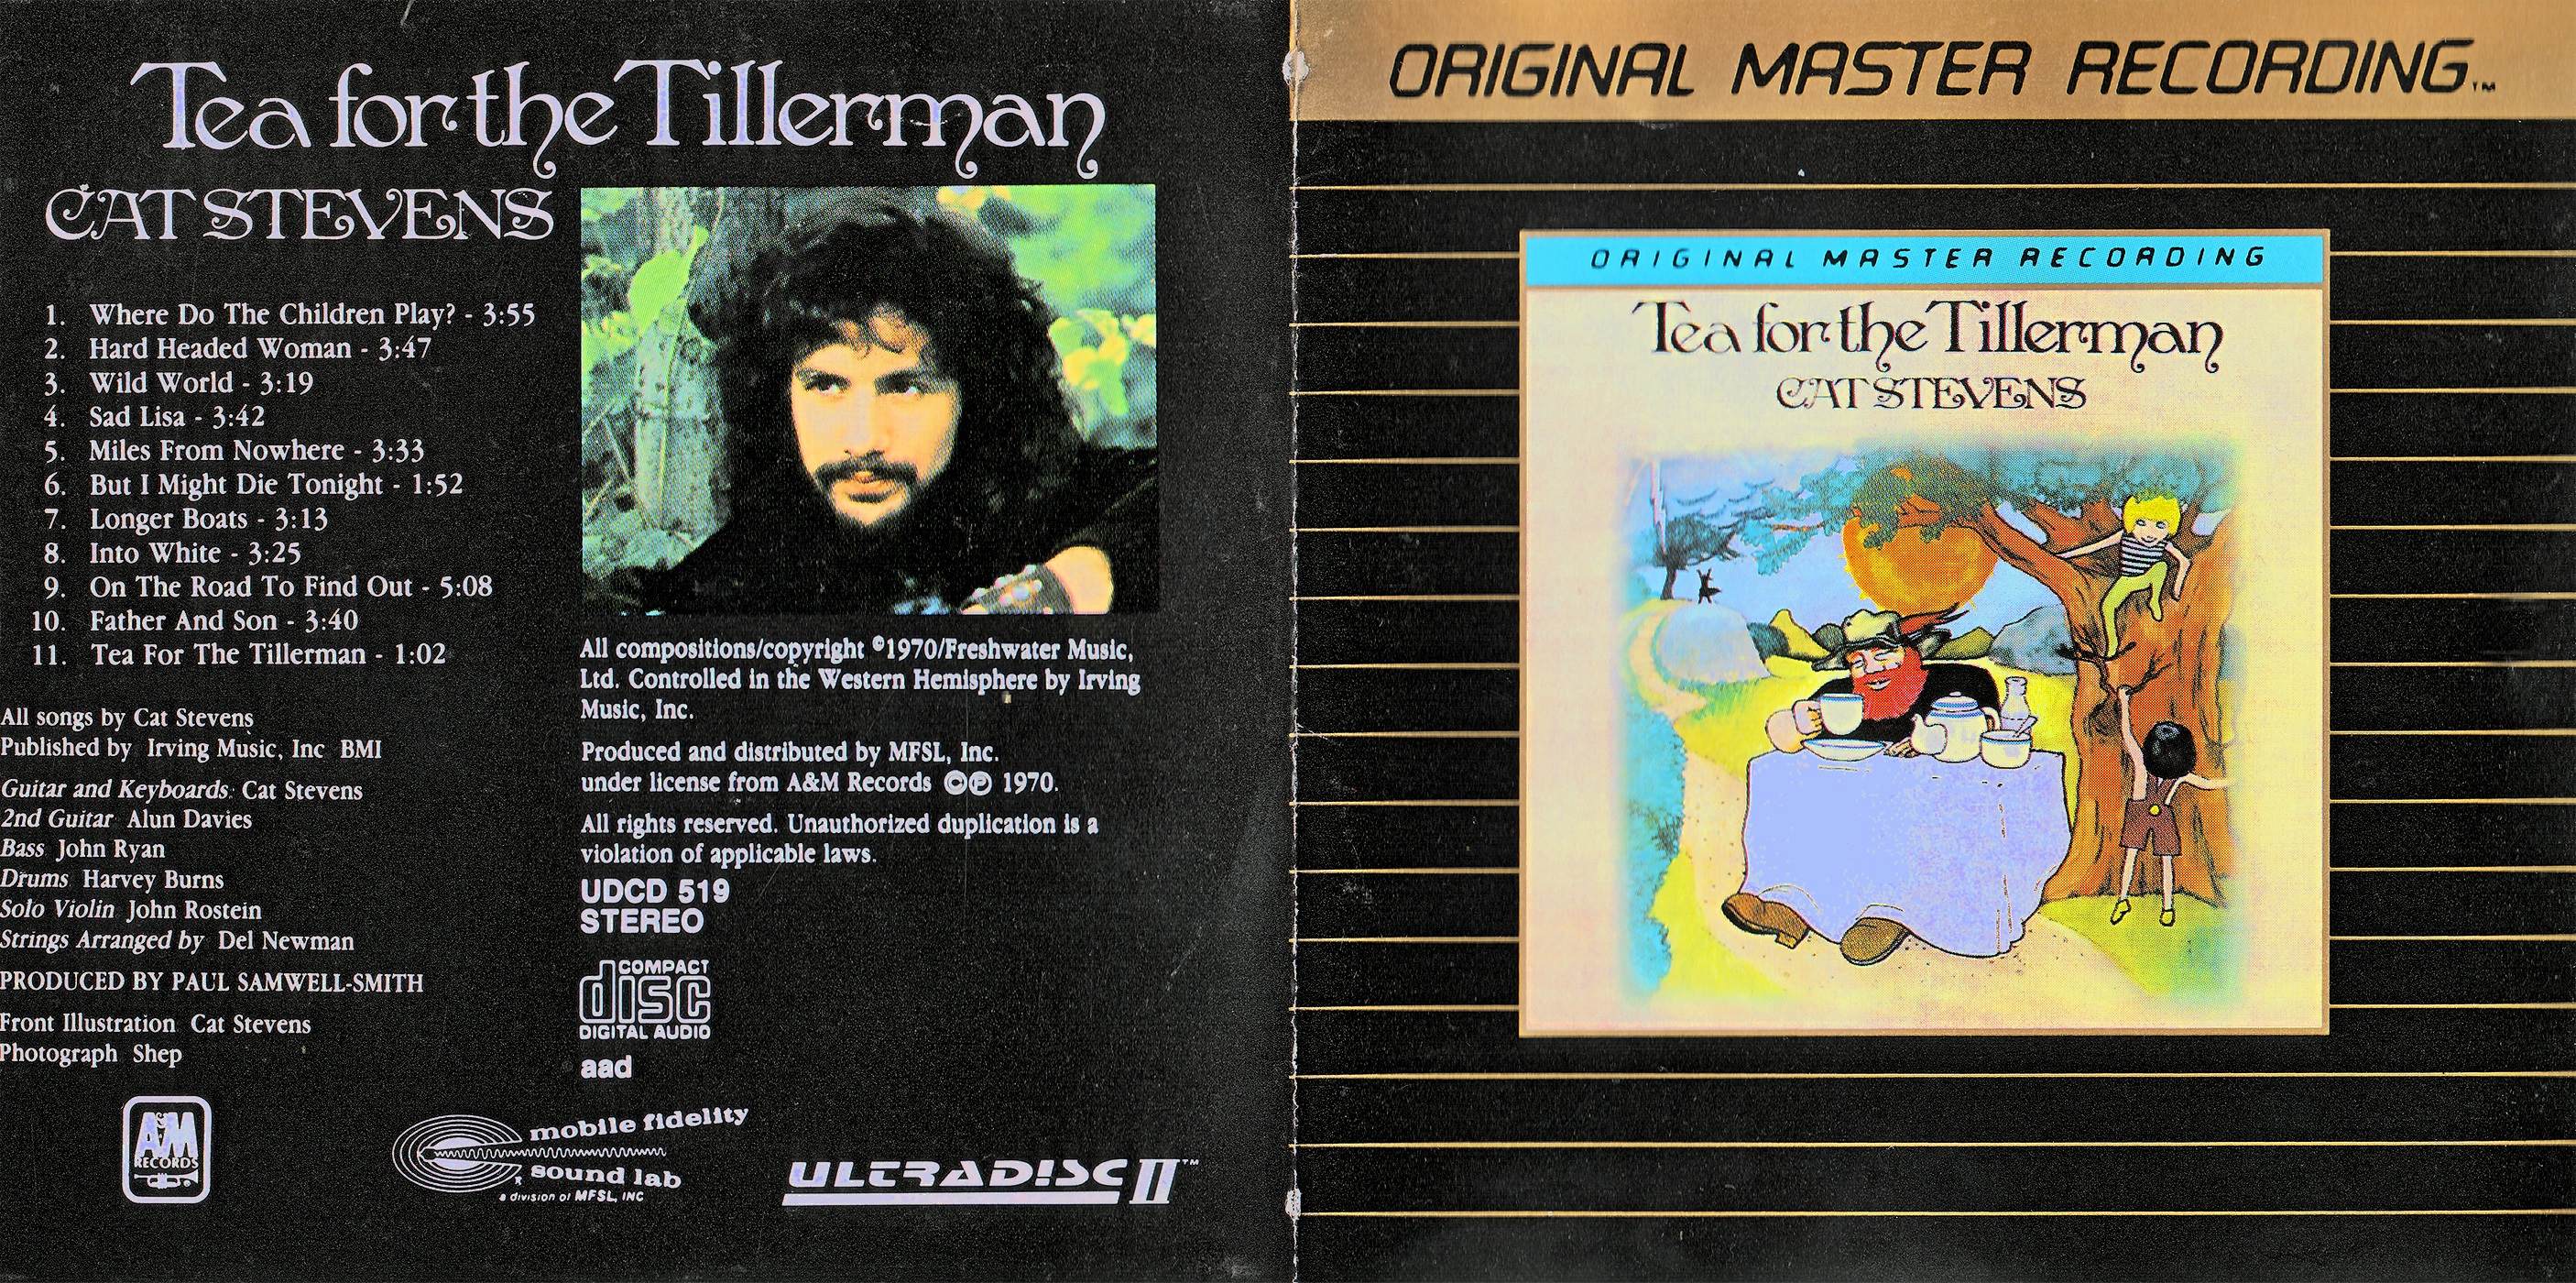 Tea for the Tillerman
CAT STEVENS
1. Where Do The Children Play? - 3:55
2. Hard Headed Woman - 3:47
3. Wild World - 3:19
4. Sad Lisa - 3:42
5. Miles From Nowhere - 3:33
6. But I Might Die Tonight - 1:52
7. Longer Boats - 3:13
8. Into White - 3:25
9. On The Road To Find Out - 5:08
10. Father And Son - 3:40
11. Tea For The Tillerman - 1:02
All songs by Cat Stevens
Published by Irving Music, Inc BMI
Guitar and Keyboards Cat Stevens
2nd Guitar Alun Davies
Bass John Ryan
Drums Harvey Burns
Solo Violin John Rostein
Strings Arranged by Del Newman
PRODUCED BY PAUL SAMWELL-SMITH
Front Illustration Cat Stevens
Photograph Shep
All compositions/copyright ©1970/Freshwater Music,
Ltd. Controlled in the Western Hemisphere by Irving
Music, Inc.
Produced and distributed by MFSL, Inc.
under license from A&M Records ©℗ 1970.
All rights reserved. Unauthorized duplication is a
violation of applicable laws.
UDCD 519
STEREO
COMPACT
disc
DIGITAL AUDIO
aad
A&M
RECORDS
mobile fidelity
sound lab
a division of MFSL, INC
ULTRADISC II™
ORIGINAL MASTER RECORDING™
ORIGINAL MASTER RECORDING
Tea for the Tillerman
CAT STEVENS